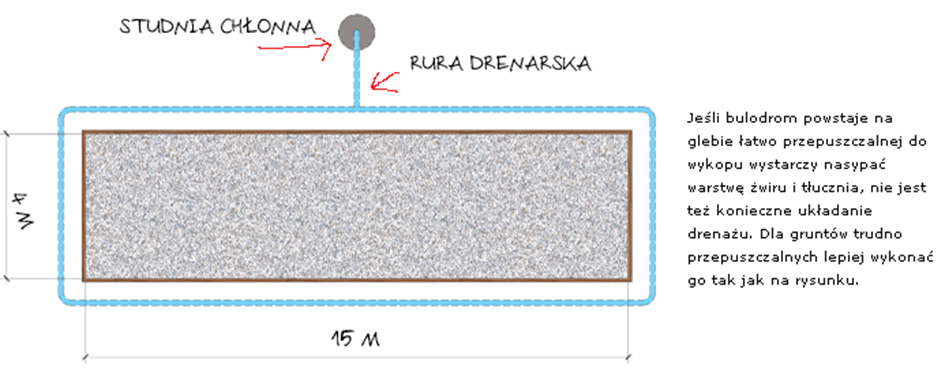 STUDNIA CHŁONNA
RURA DRENARSKA
4 M
15 M
Jeśli bulodrom powstaje na
glebie łatwo przepuszczalnej do
wykopu wystarczy nasypać
warstwę żwiru i tłucznia, nie jest
też konieczne układanie
drenażu. Dla gruntów trudno
przepuszczalnych lepiej wykonać
go tak jak na rysunku.